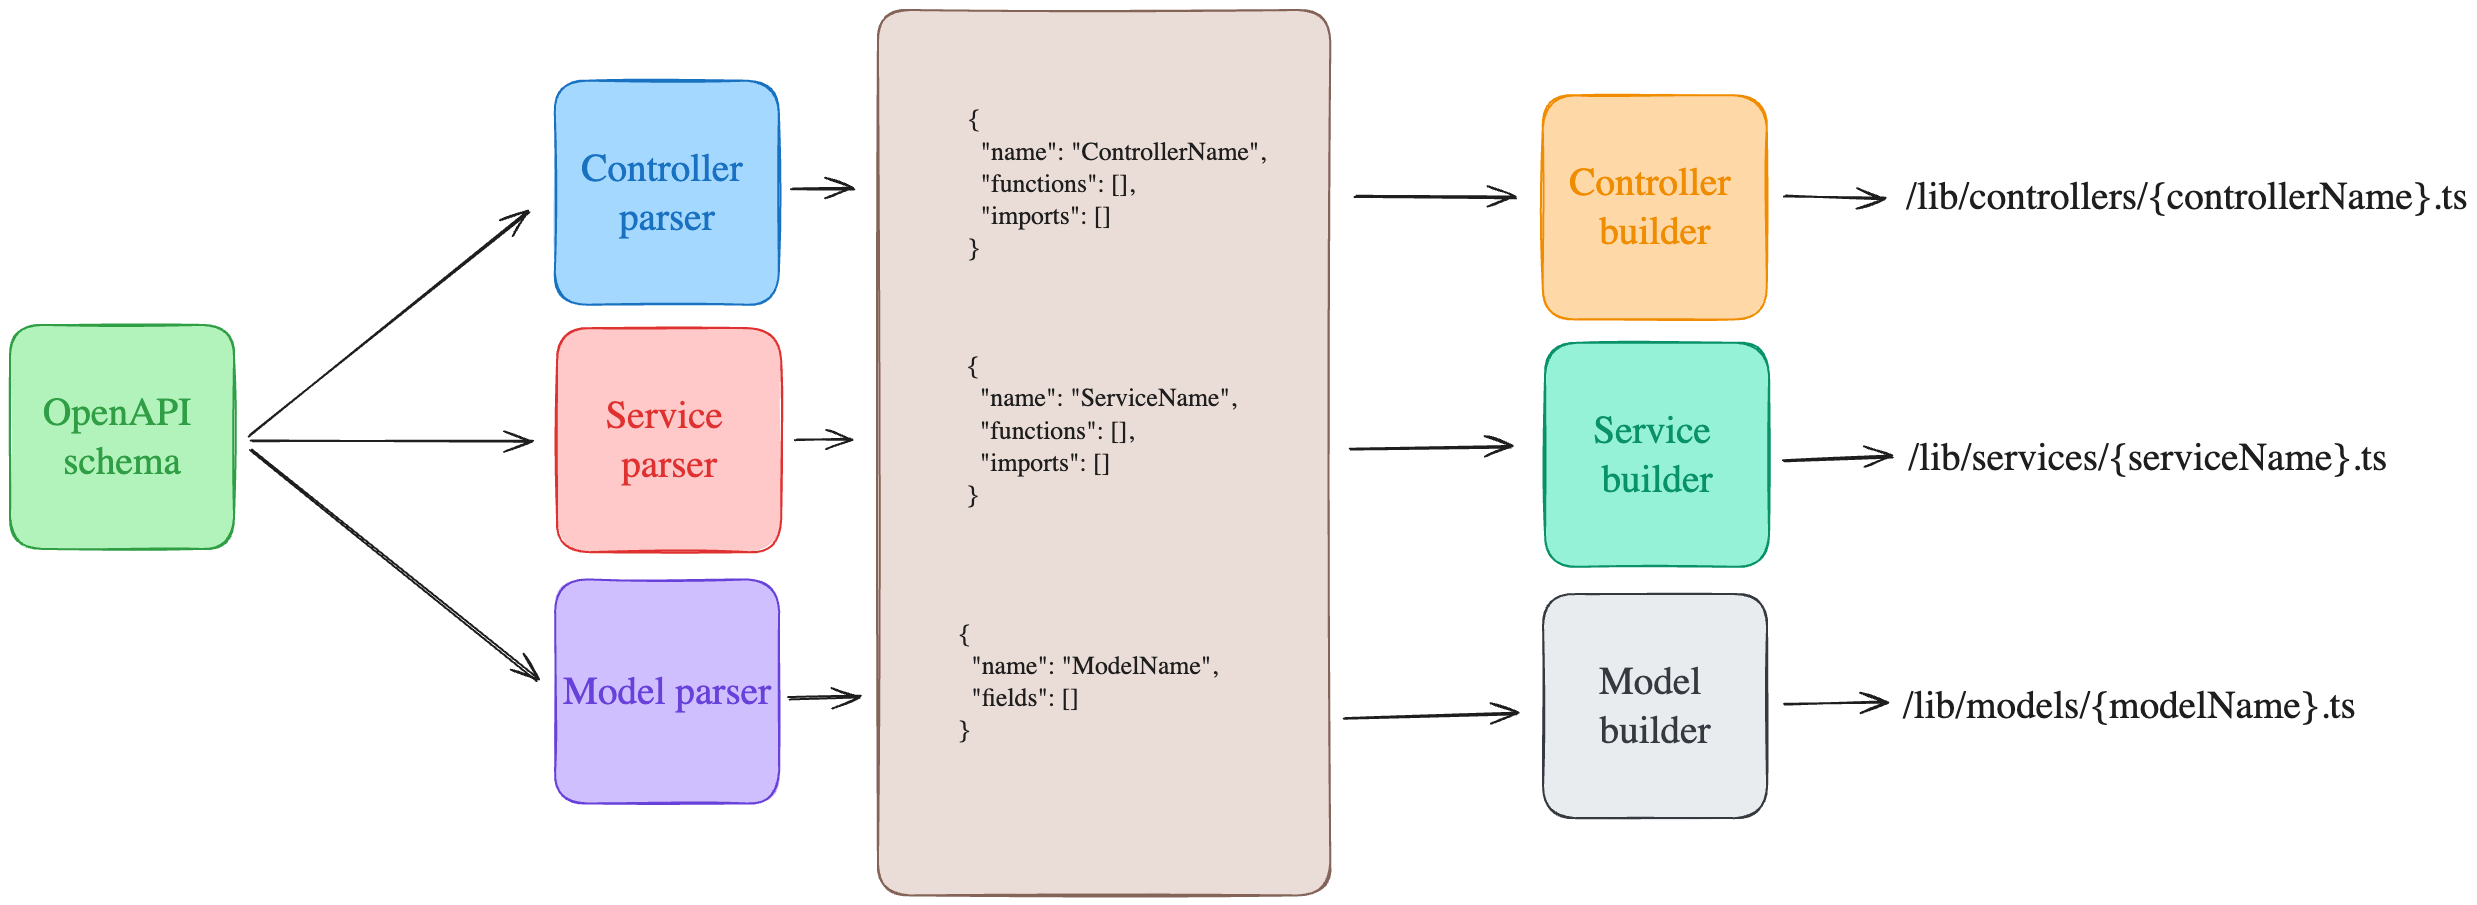 OpenAPI
schema
Controller
parser
Service
parser
Model parser
{
"name": "ControllerName",
"functions": [],
"imports": []
}
{
"name": "ServiceName",
"functions": [],
"imports": []
}
{
"name": "ModelName",
"fields": []
}
Controller
builder
Service
builder
Model
builder
/lib/controllers/{controllerName}.ts
/lib/services/{serviceName}.ts
/lib/models/{modelName}.ts